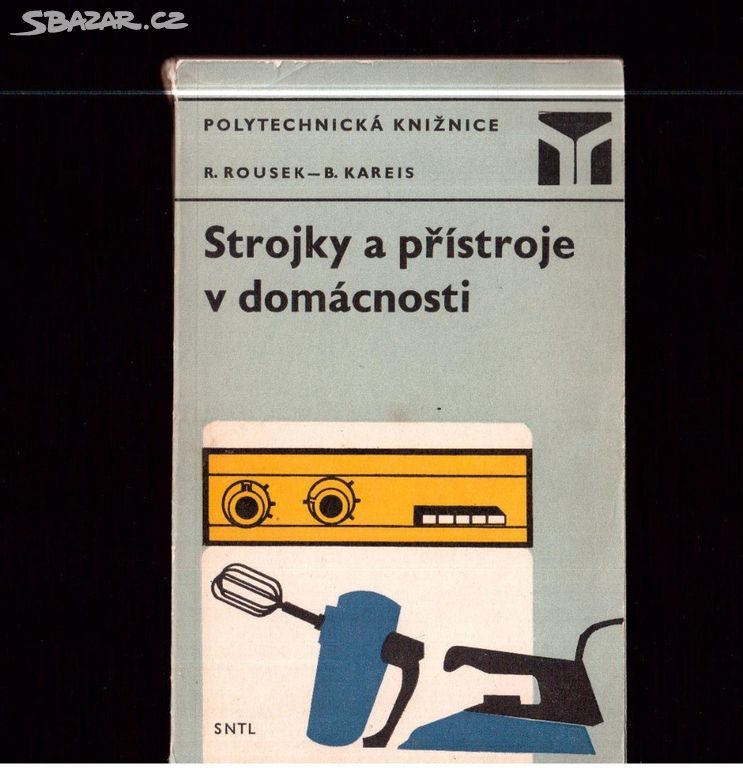 SBAZAR.CZ
POLYTECHNICKÁ KNIŽNICE
R. ROUSEK—B. KAREIS
Strojky a přístroje
v domácnosti
SNTL